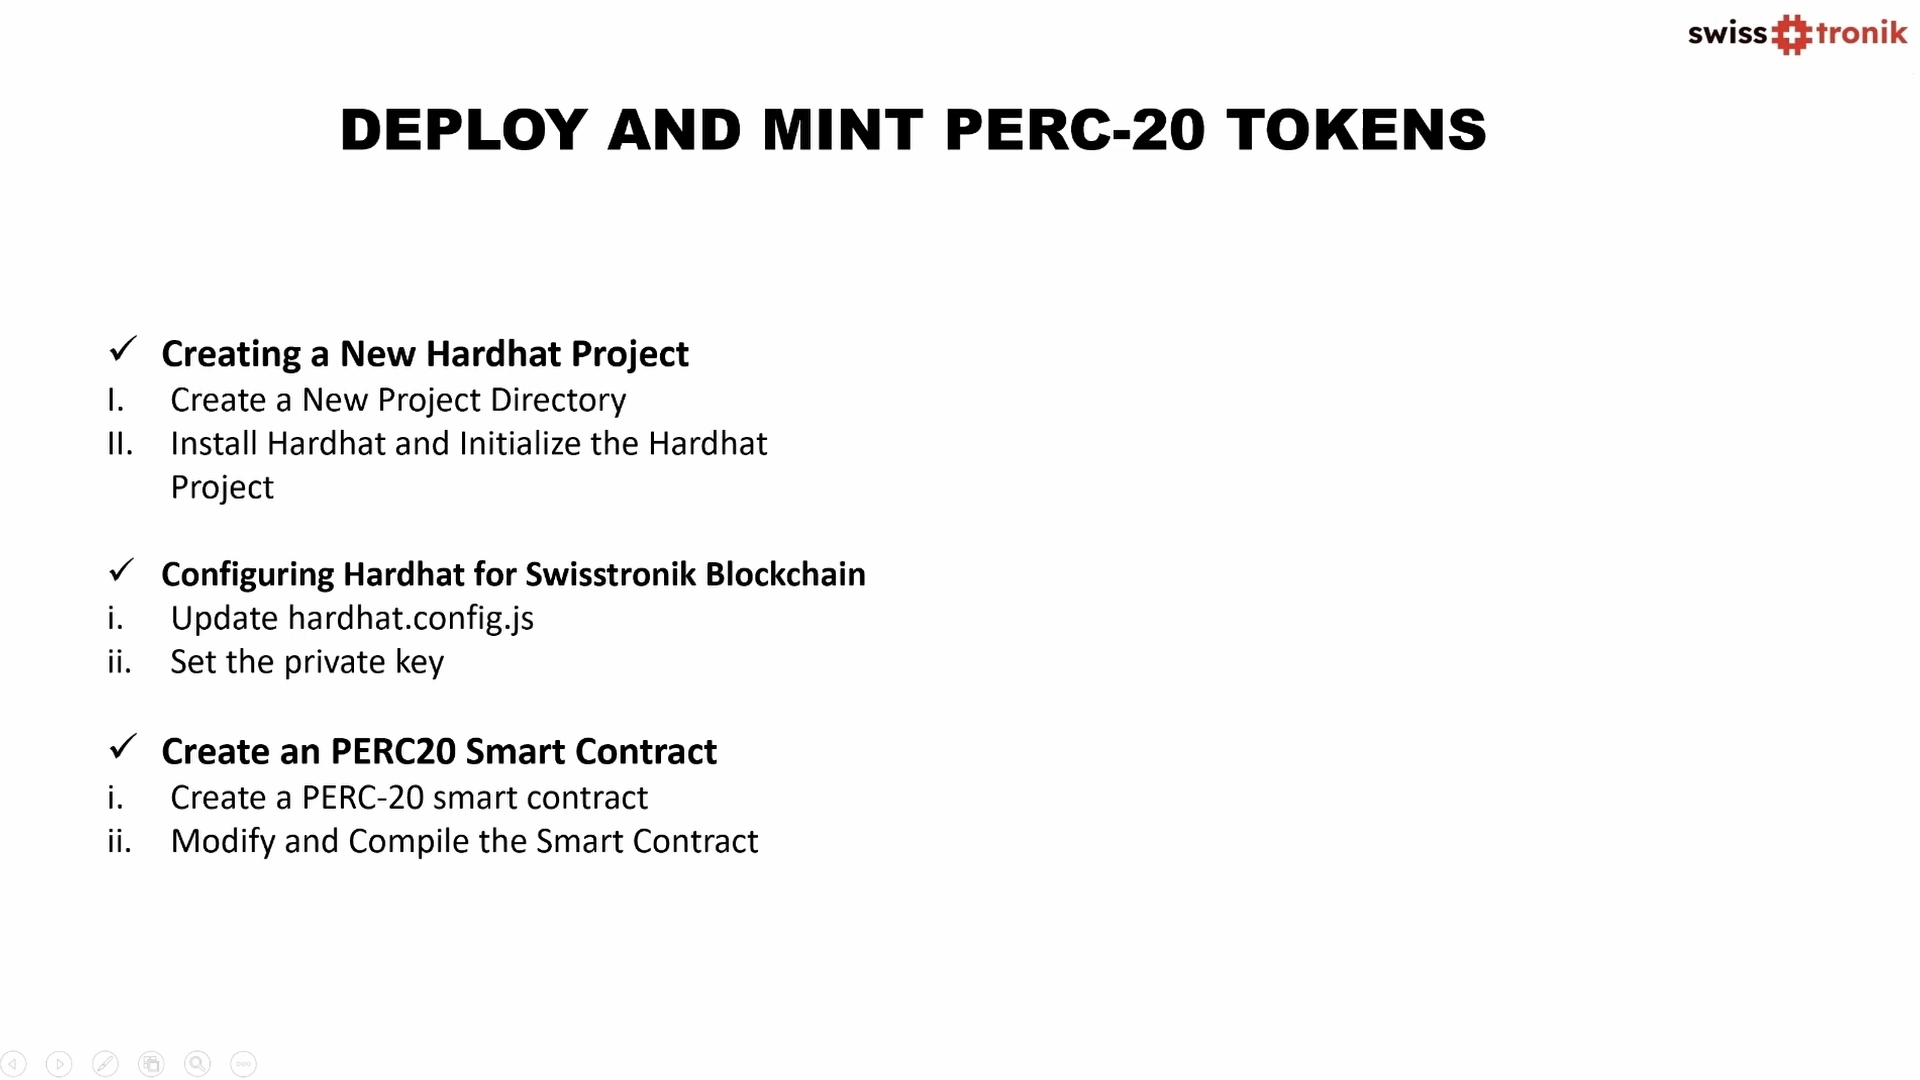 swisstronik
DEPLOY AND MINT PERC-20 TOKENS
✓ Creating a New Hardhat Project
I. Create a New Project Directory
II. Install Hardhat and Initialize the Hardhat
Project
✓ Configuring Hardhat for Swisstronik Blockchain
i. Update hardhat.config.js
ii. Set the private key
✓ Create an PERC20 Smart Contract
i. Create a PERC-20 smart contract
ii. Modify and Compile the Smart Contract